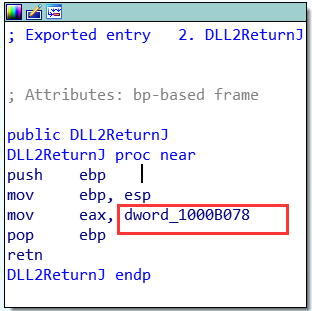 ; Exported entry   2. DLL2ReturnJ
; Attributes: bp-based frame
public DLL2ReturnJ
DLL2ReturnJ proc near
push    ebp
mov     ebp, esp
mov     eax, dword_1000B078
pop     ebp
retn
DLL2ReturnJ endp